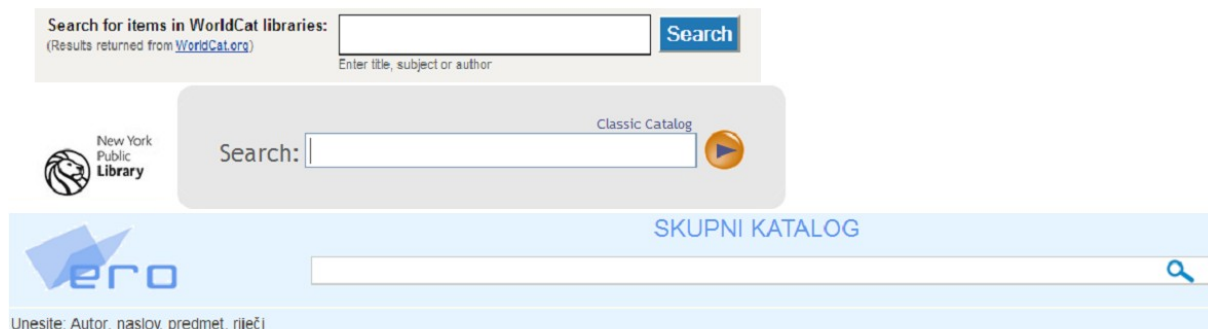 Search for items in WorldCat libraries:
(Results returned from WorldCat.org)
Search
Enter title, subject or author
Classic Catalog
New York
Public
Library
Search:
SKUPNI KATALOG
ero
Unesite: Autor, naslov, predmet, riječi